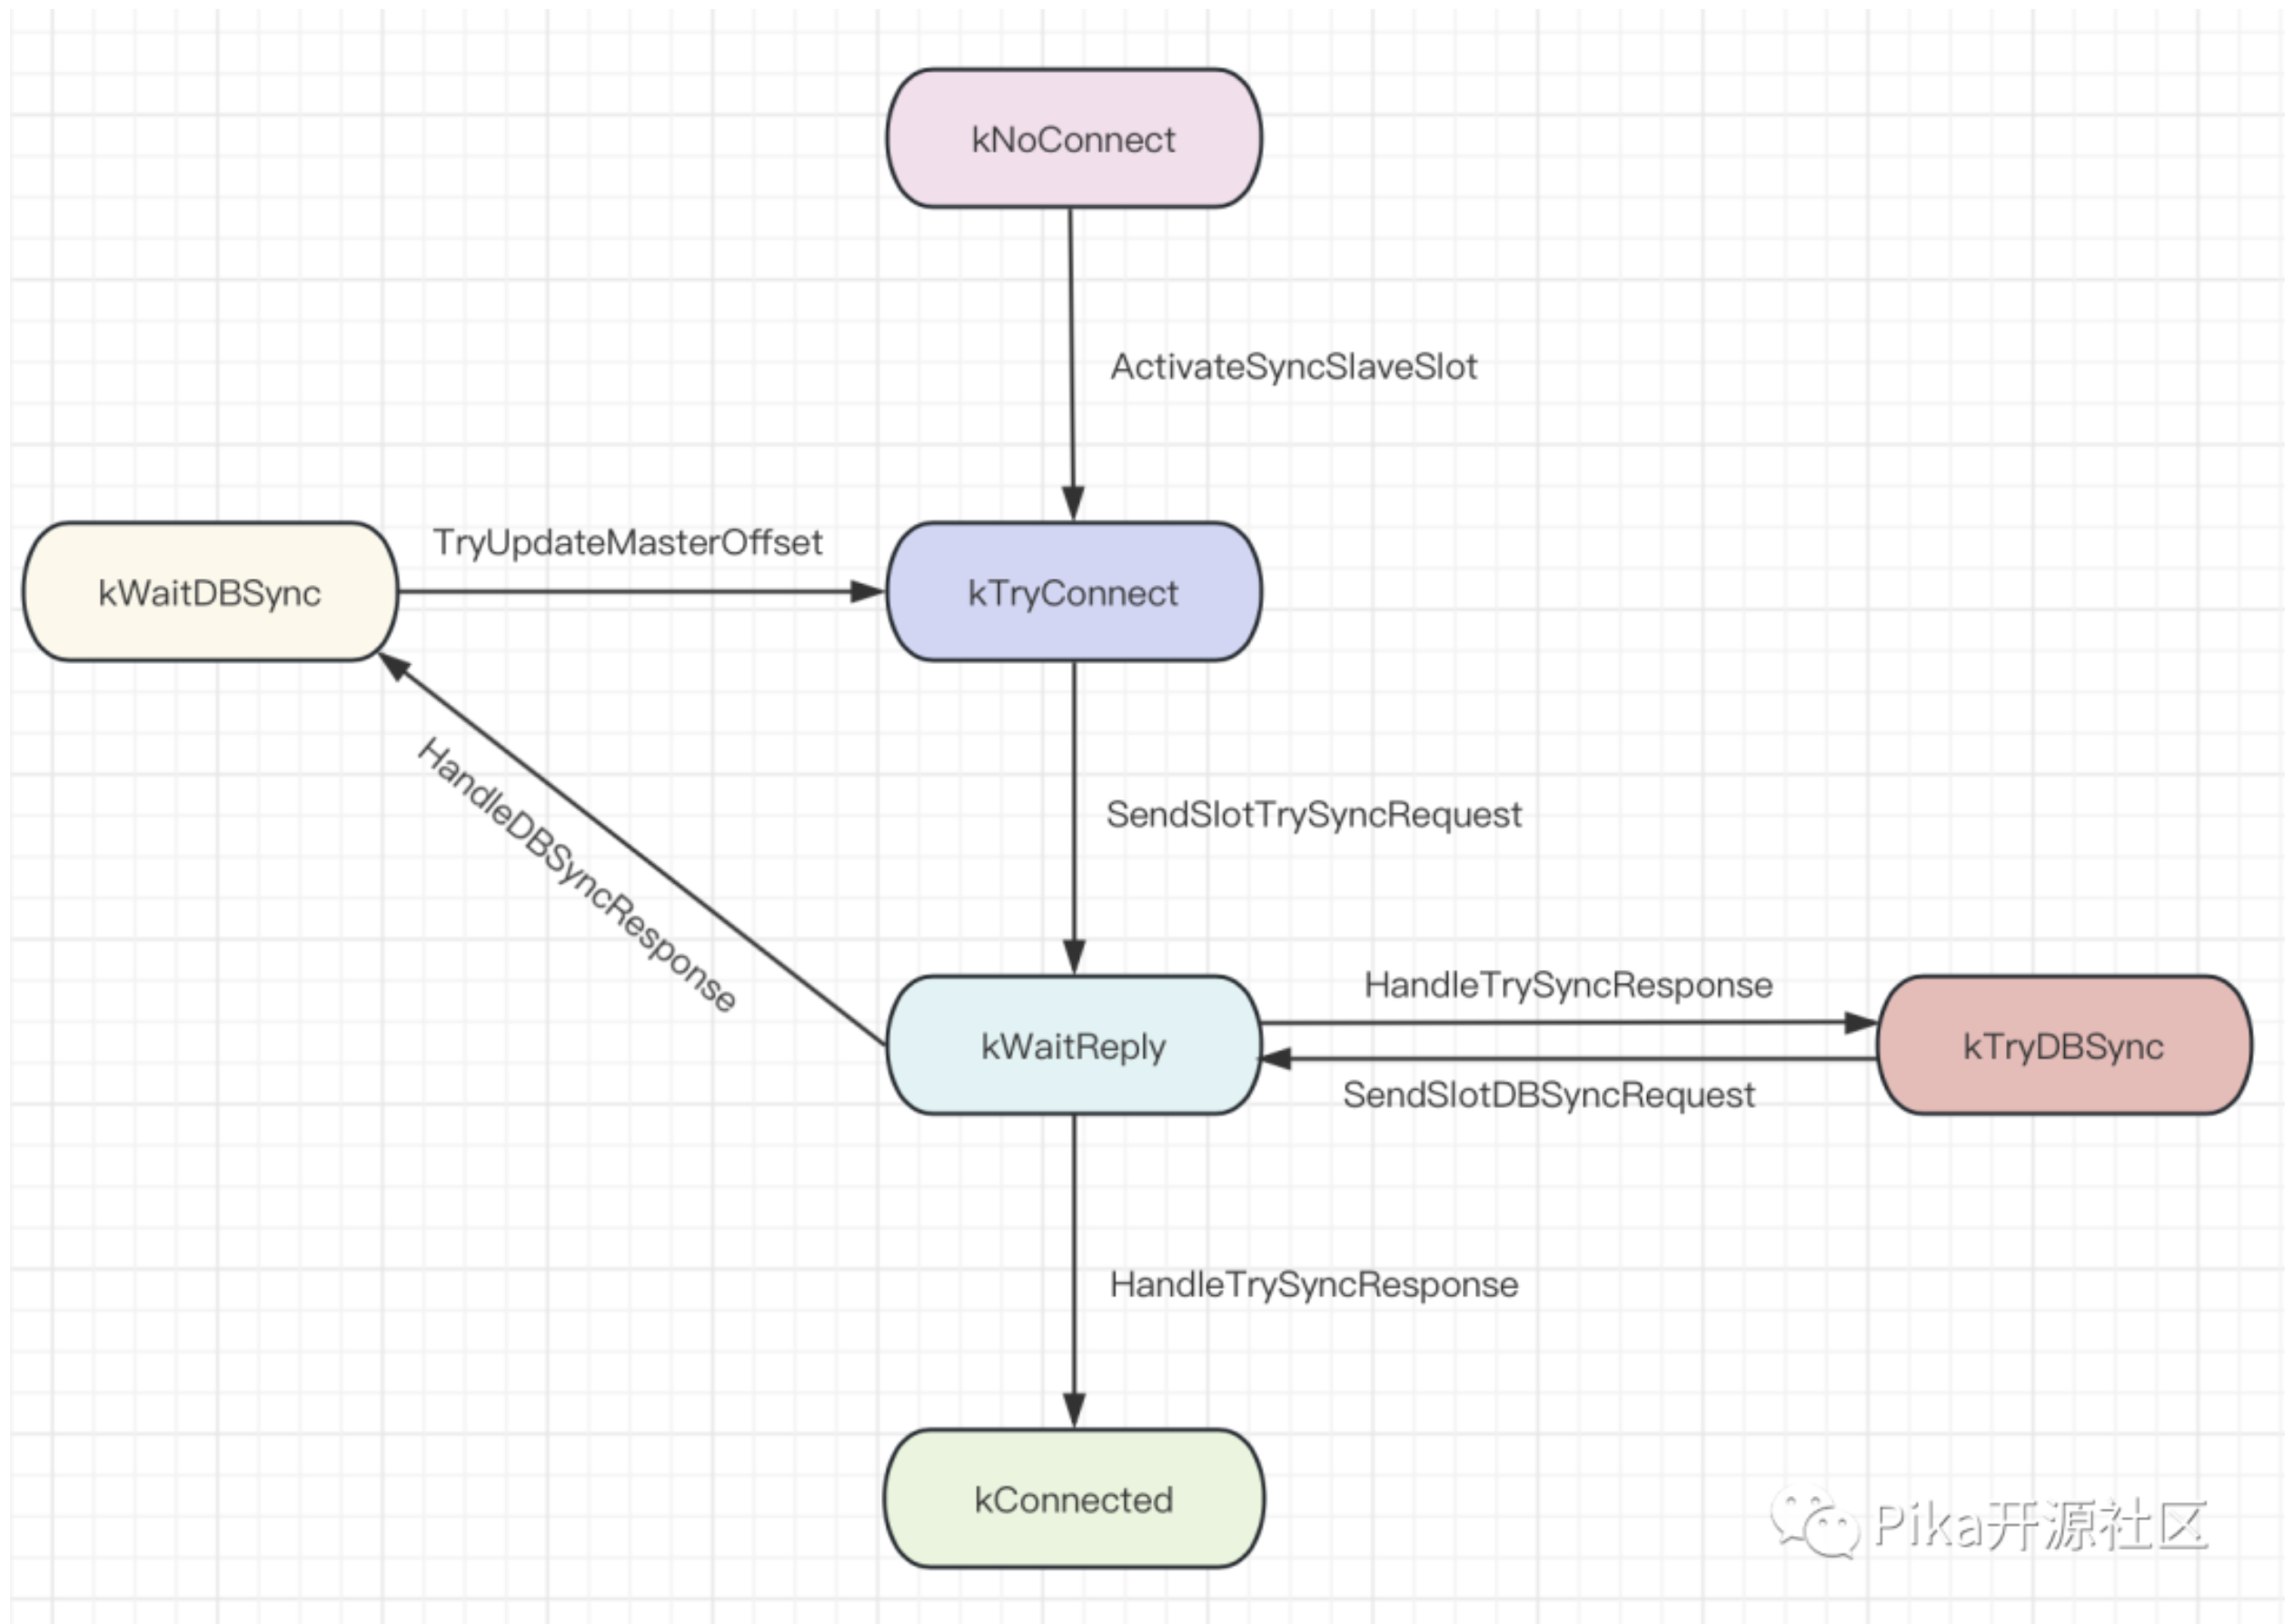 kNoConnect
ActivateSyncSlaveSlot
TryUpdateMasterOffset
kWaitDBSync
kTryConnect
HandleDBSyncResponse
SendSlotTrySyncRequest
HandleTrySyncResponse
kWaitReply
kTryDBSync
SendSlotDBSyncRequest
HandleTrySyncResponse
kConnected
Pika开源社区